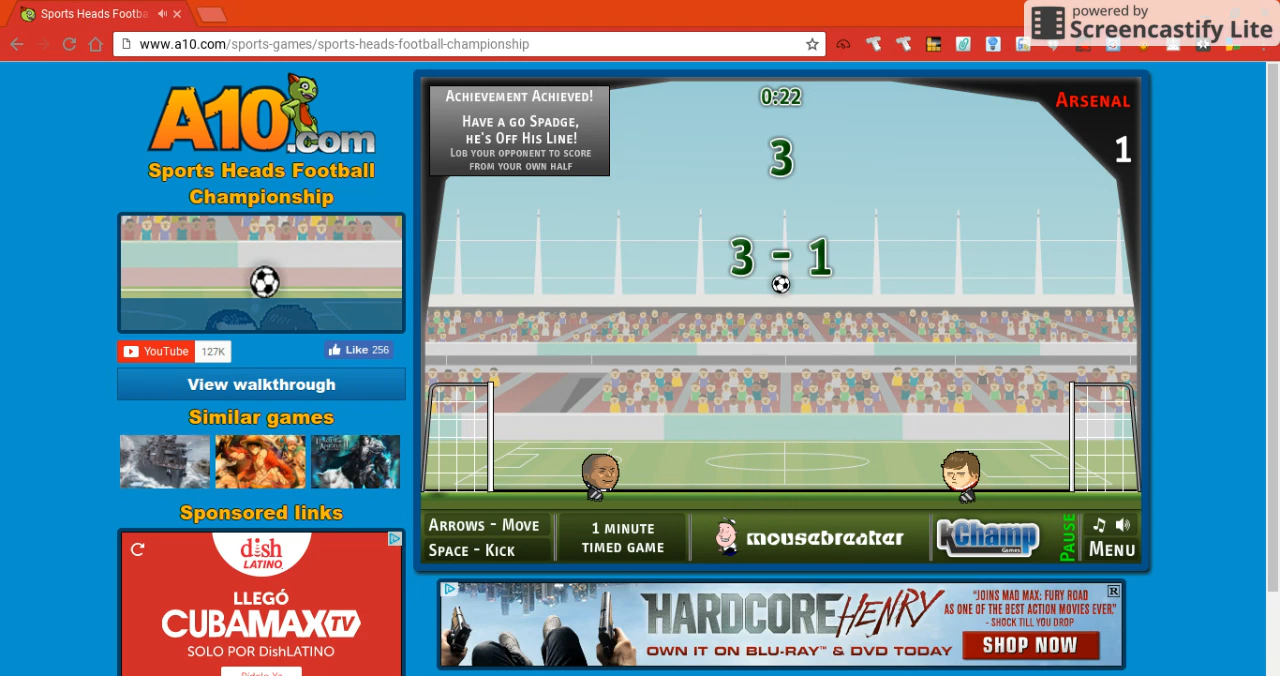 Sports Heads Footba
powered by
Screencastify Lite
www.a10.com/sports-games/sports-heads-football-championship
A10.com
Sports Heads Football
Championship
YouTube 127K
Like 256
View walkthrough
Similar games
Sponsored links
dish
LATINO
LLEGÓ
CUBAMAXTV
SOLO POR DishLATINO
Pídelo Ya
Achievement Achieved!
Have a go Spadge,
he's Off His Line!
Lob your opponent to score
from your own half
0:22
3
3 - 1
Arsenal
1
Arrows - Move
Space - Kick
1 minute
timed game
mousebreaker
kChamp
Games
Pause
Menu
HARDCORE HENRY
"JOINS MAD MAX: FURY ROAD
AS ONE OF THE BEST ACTION MOVIES EVER."
- SHOCK TILL YOU DROP
R
OWN IT ON BLU-RAY™ & DVD TODAY
SHOP NOW